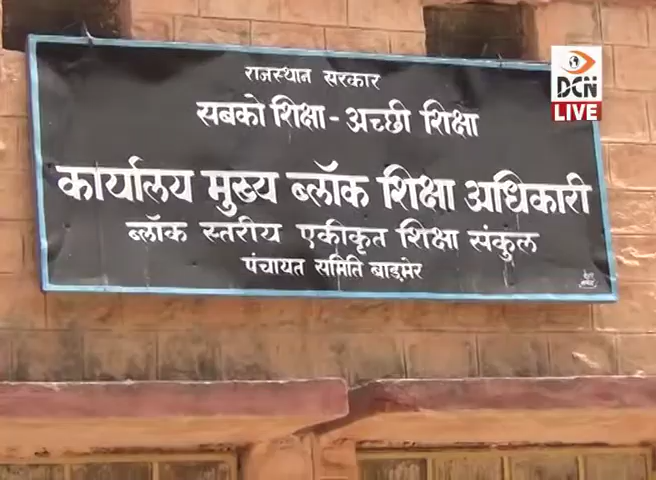 राजस्थान सरकार
सबको शिक्षा - अच्छी शिक्षा
कार्यालय मुख्य ब्लॉक शिक्षा अधिकारी
ब्लॉक स्तरीय एकीकृत शिक्षा संकुल
पंचायत समिति बाड़मेर
DCN
LIVE